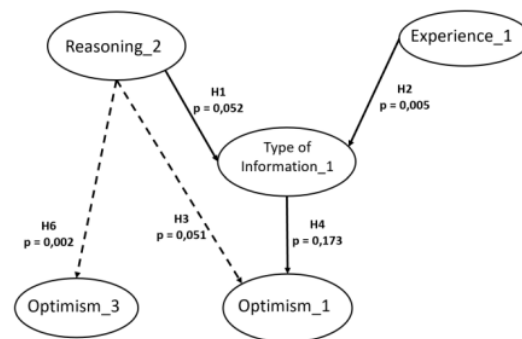 Reasoning_2
Experience_1
H1
p = 0,052
H2
p = 0,005
Type of
Information_1
H6
p = 0,002
H3
p = 0,051
H4
p = 0,173
Optimism_3
Optimism_1